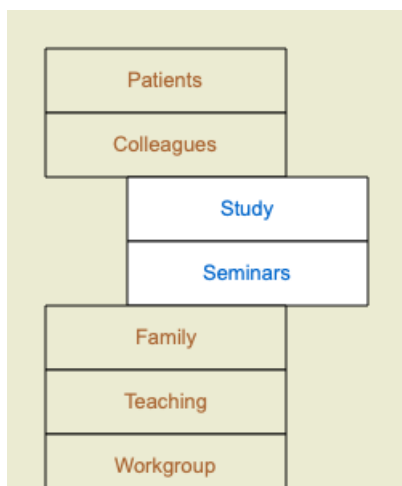 Patients
Colleagues
Study
Seminars
Family
Teaching
Workgroup